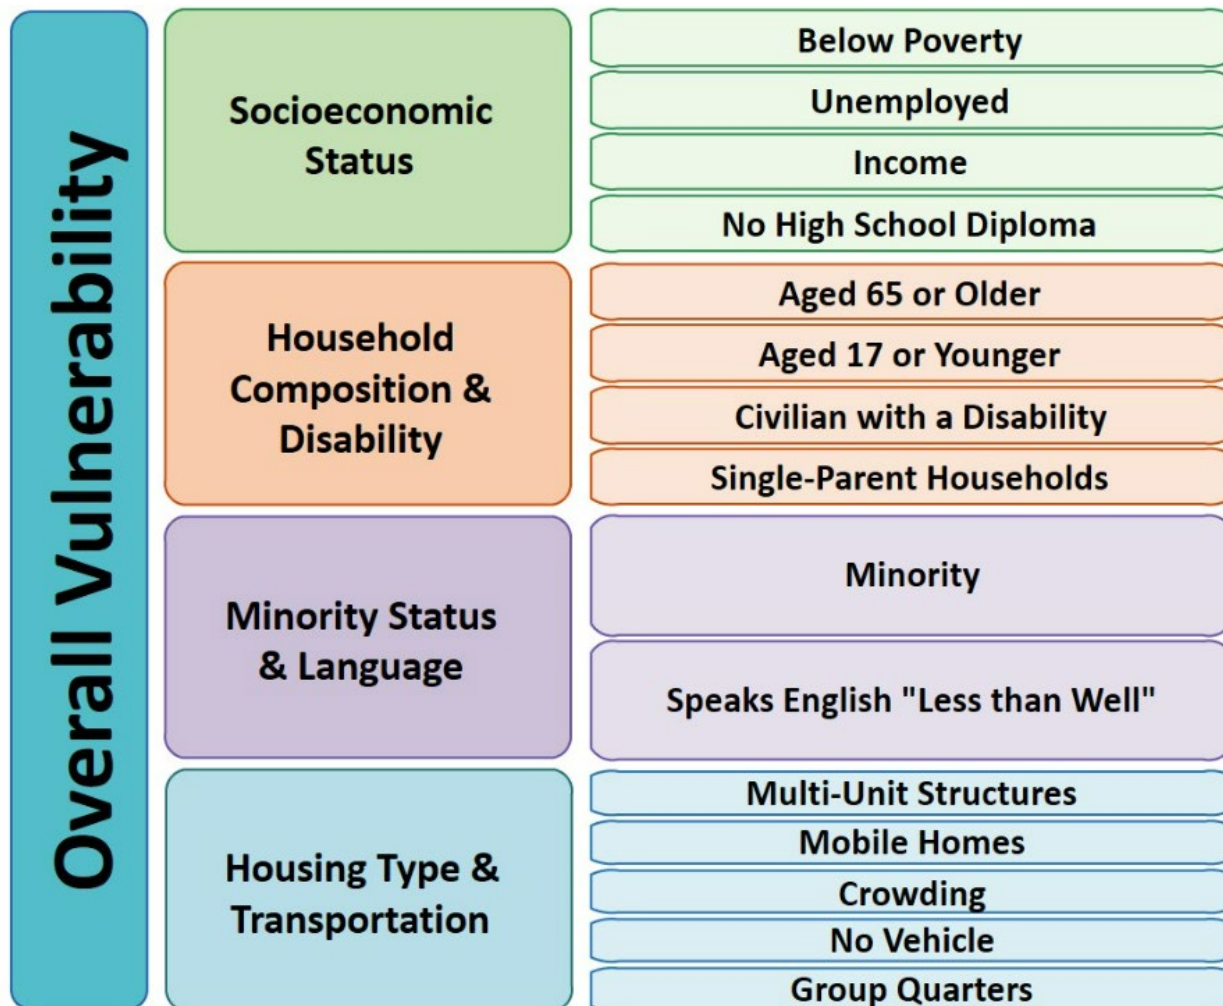 Overall Vulnerability
Socioeconomic
Status
Below Poverty
Unemployed
Income
No High School Diploma
Household
Composition &
Disability
Aged 65 or Older
Aged 17 or Younger
Civilian with a Disability
Single-Parent Households
Minority Status
& Language
Minority
Speaks English "Less than Well"
Housing Type &
Transportation
Multi-Unit Structures
Mobile Homes
Crowding
No Vehicle
Group Quarters